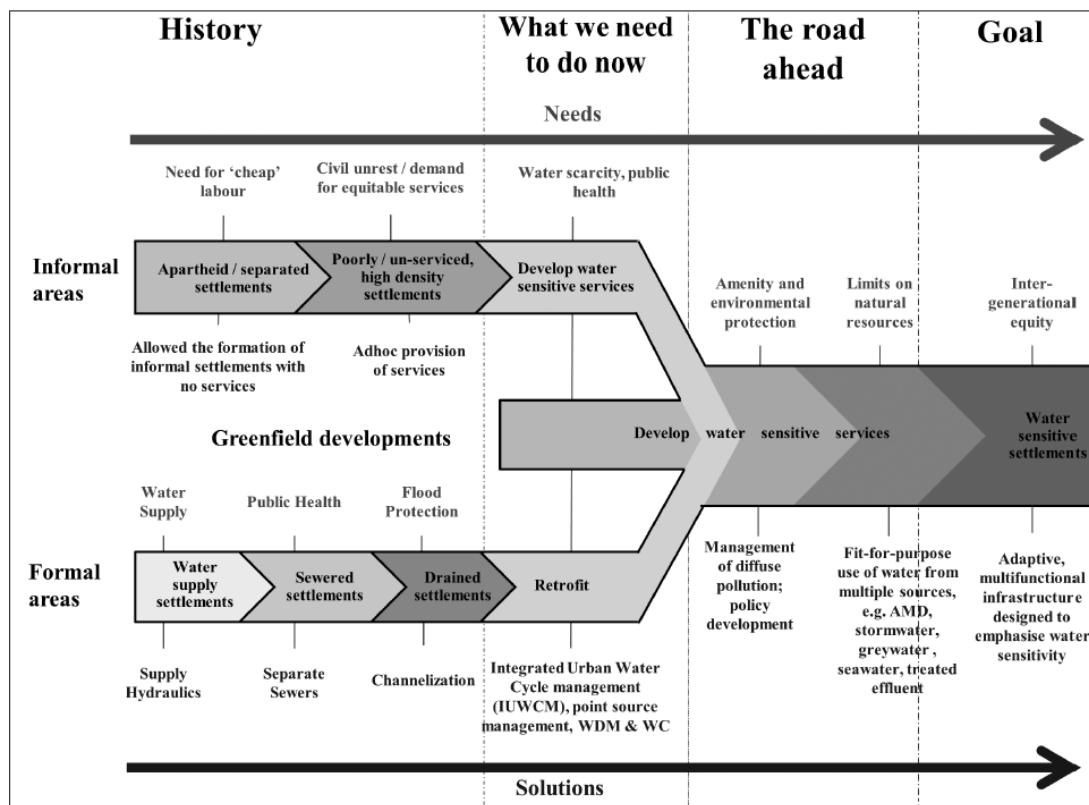 History
What we need
to do now
The road
ahead
Goal
Needs
Need for ‘cheap’
labour
Civil unrest / demand
for equitable services
Water scarcity, public
health
Informal
areas
Apartheid / separated
settlements
Poorly / un-serviced,
high density
settlements
Develop water
sensitive services
Amenity and
environmental
protection
Limits on
natural
resources
Inter-
generational
equity
Allowed the formation of
informal settlements with
no services
Adhoc provision
of services
Greenfield developments
Develop water sensitive services
Water
sensitive
settlements
Water
Supply
Public Health
Flood
Protection
Formal
areas
Water
supply
settlements
Sewered
settlements
Drained
settlements
Retrofit
Management
of diffuse
pollution;
policy
development
Fit-for-purpose
use of water from
multiple sources,
e.g. AMD,
stormwater,
greywater ,
seawater, treated
effluent
Adaptive,
multifunctional
infrastructure
designed to
emphasise water
sensitivity
Supply
Hydraulics
Separate
Sewers
Channelization
Integrated Urban Water
Cycle management
(IUWCM), point source
management, WDM & WC
Solutions